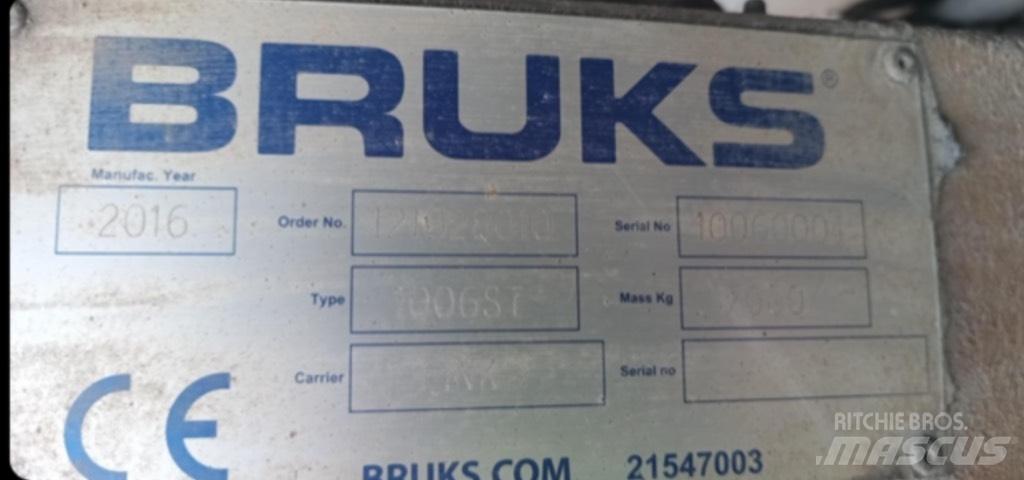 BRUKS®
Manufac. Year
2016
Order No.
Serial No
Type 1006ST
Mass Kg
Carrier
Serial no
CE
BRUKS.COM 21547003
RITCHIE BROS.
MASCUS